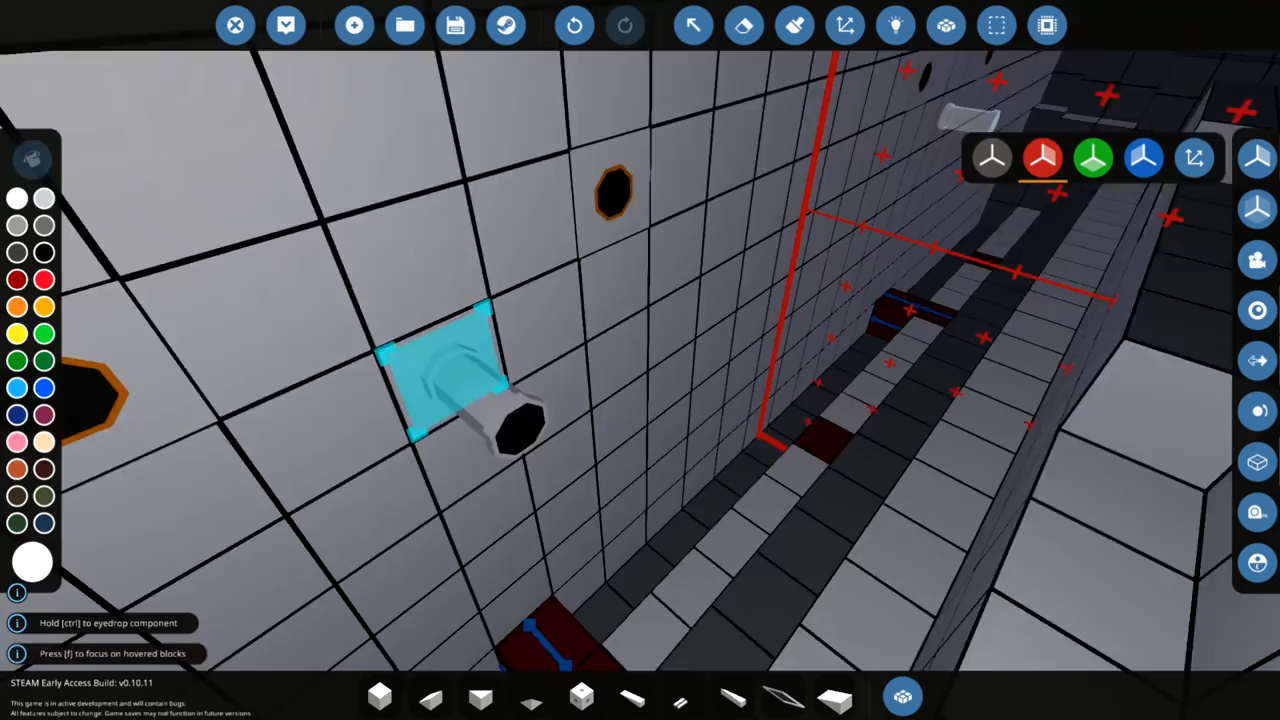 Hold [ctrl] to eyedrop component
Press [f] to focus on hovered blocks
STEAM Early Access Build: v0.10.11
This game is in active development and will contain bugs.
All features subject to change. Game saves may not function in future versions